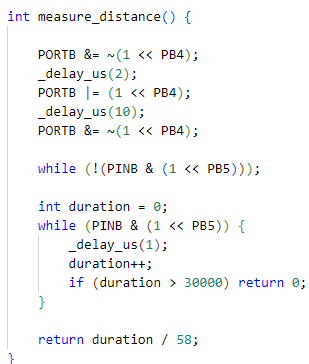 int measure_distance() {
PORTB &= ~(1 << PB4);
_delay_us(2);
PORTB |= (1 << PB4);
_delay_us(10);
PORTB &= ~(1 << PB4);
while (!(PINB & (1 << PB5)));
int duration = 0;
while (PINB & (1 << PB5)) {
_delay_us(1);
duration++;
if (duration > 30000) return 0;
}
return duration / 58;
}